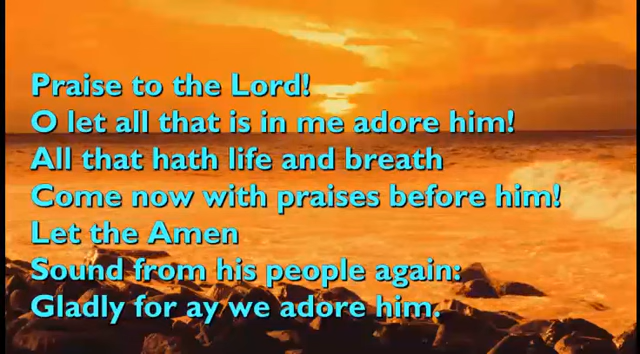 Praise to the Lord!
O let all that is in me adore him!
All that hath life and breath
Come now with praises before him!
Let the Amen
Sound from his people again:
Gladly for ay we adore him.